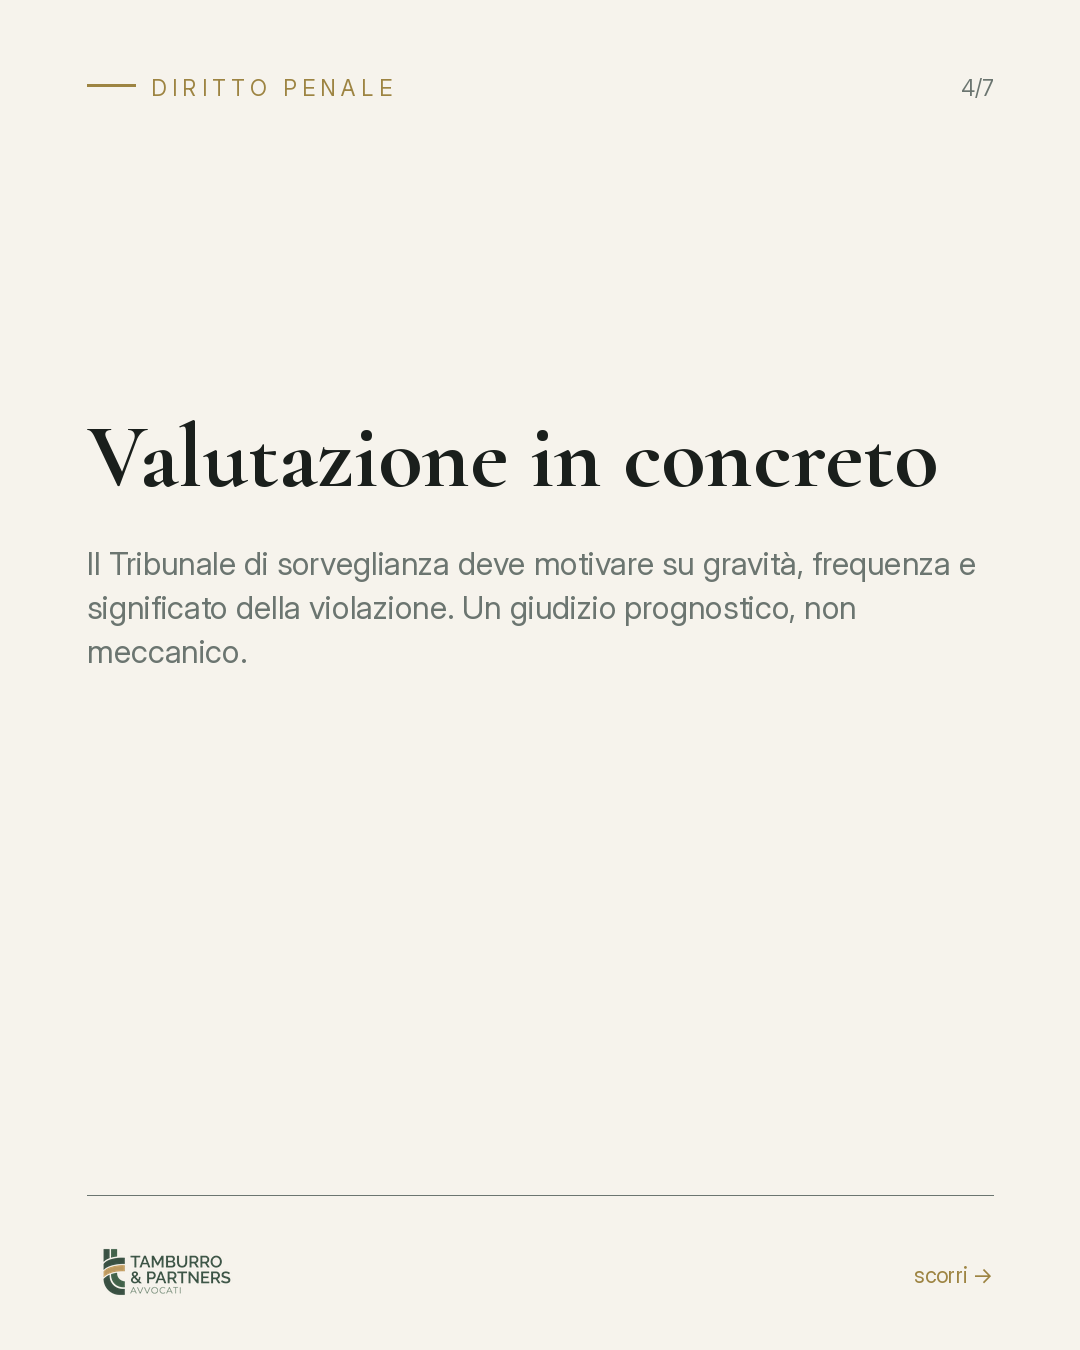 DIRITTO PENALE
4/7
Valutazione in concreto
Il Tribunale di sorveglianza deve motivare su gravità, frequenza e
significato della violazione. Un giudizio prognostico, non
meccanico.
TAMBURRO
& PARTNERS
AVVOCATI
scorri →